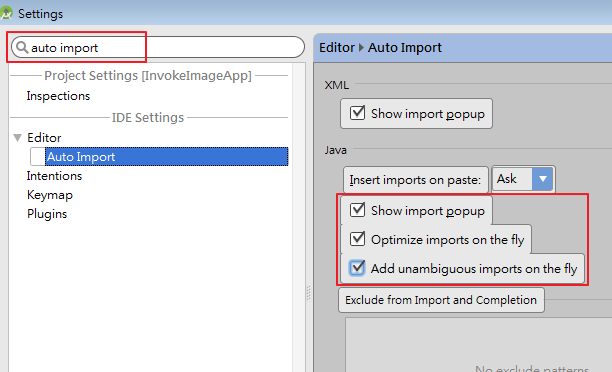 Settings
auto import
Project Settings [InvokeImageApp]
Inspections
IDE Settings
Editor
Auto Import
Intentions
Keymap
Plugins
Editor ▸ Auto Import
XML
Show import popup
Java
Insert imports on paste: Ask
Show import popup
Optimize imports on the fly
Add unambiguous imports on the fly
Exclude from Import and Completion
No exclude patterns